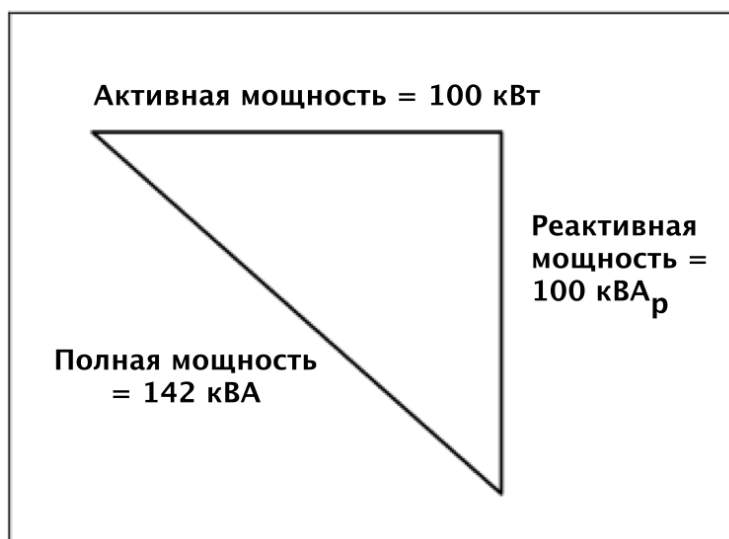 Активная мощность = 100 кВт
Реактивная
мощность =
100 кВАр
Полная мощность
= 142 кВА